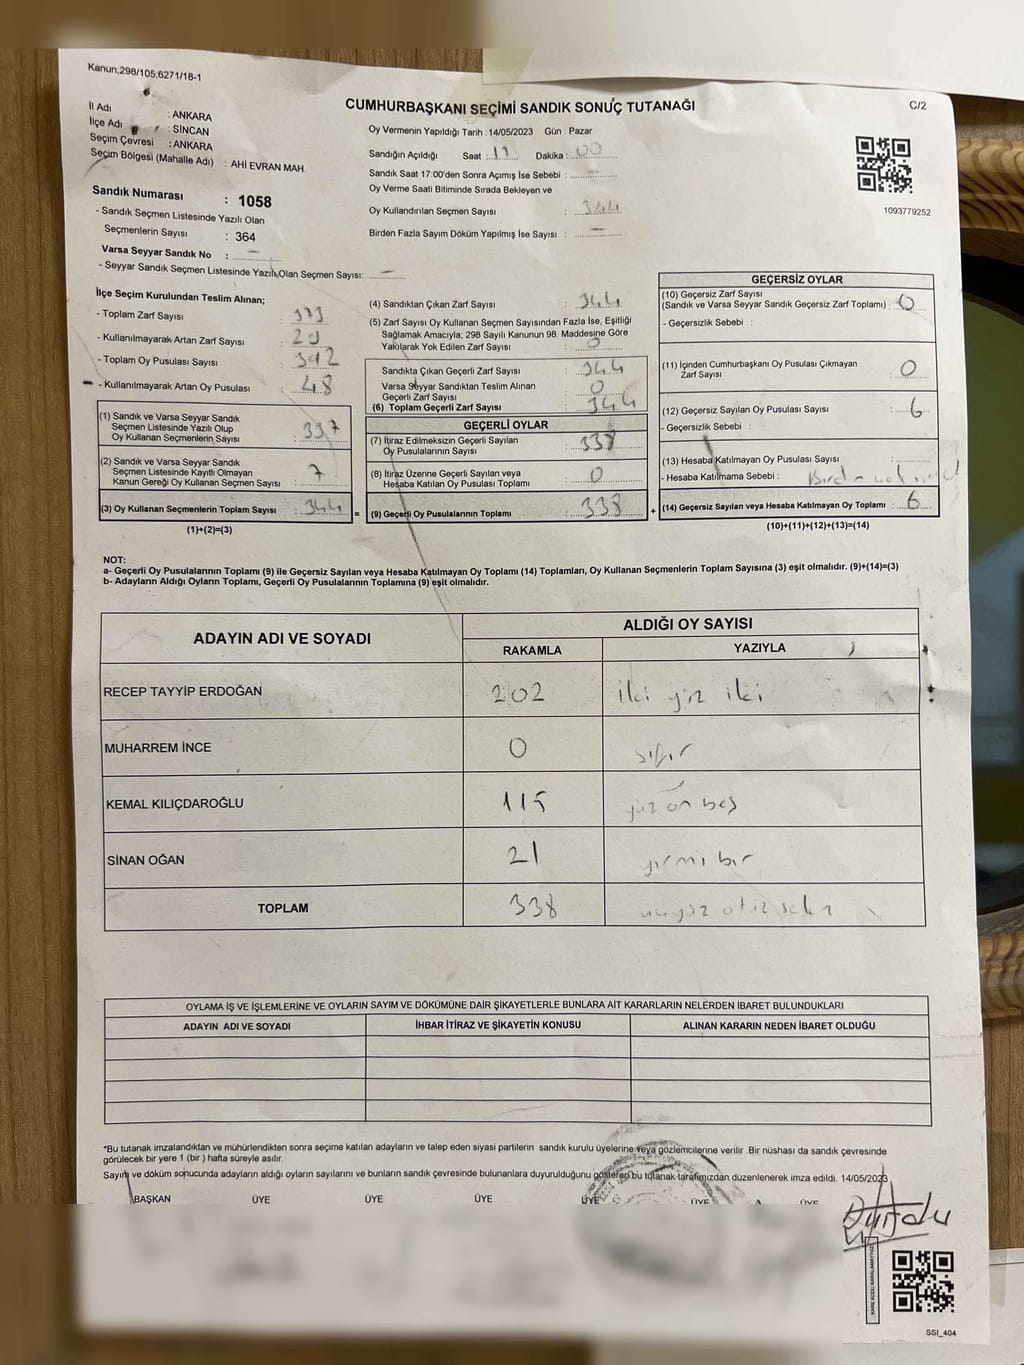 Kanun;298/105,6271/18-1
CUMHURBAŞKANI SEÇİMİ SANDIK SONUÇ TUTANAĞI
C/2
İl Adı : ANKARA
İlçe Adı : SİNCAN
Seçim Çevresi : ANKARA
Seçim Bölgesi (Mahalle Adı) : AHİ EVRAN MAH.
Sandık Numarası : 1058
- Sandık Seçmen Listesinde Yazılı Olan
Seçmenlerin Sayısı : 364
Varsa Seyyar Sandık No : -
- Seyyar Sandık Seçmen Listesinde Yazılı Olan Seçmen Sayısı: -
Oy Vermenin Yapıldığı Tarih : 14/05/2023 Gün : Pazar
Sandığın Açıldığı Saat : 17 Dakika : 00
Sandık Saat 17:00'den Sonra Açımış İse Sebebi : -
Oy Verme Saati Bitiminde Sırada Bekleyen ve
Oy Kullandırılan Seçmen Sayısı : 344
Birden Fazla Sayım Döküm Yapılmış İse Sayısı : -
1093779252
İlçe Seçim Kurulundan Teslim Alınan;
- Toplam Zarf Sayısı :
- Kullanılmayarak Artan Zarf Sayısı :
- Toplam Oy Pusulası Sayısı : 392
- Kullanılmayarak Artan Oy Pusulası : 48
(1) Sandık ve Varsa Seyyar Sandık
Seçmen Listesinde Yazılı Olup
Oy Kullanan Seçmenlerin Sayısı : 337
(2) Sandık ve Varsa Seyyar Sandık
Seçmen Listesinde Kayıtlı Olmayan
Kanun Gereği Oy Kullanan Seçmen Sayısı : 7
(3) Oy Kullanan Seçmenlerin Toplam Sayısı : 344 =
(1)+(2)=(3)
(4) Sandıktan Çıkan Zarf Sayısı : 344
(5) Zarf Sayısı Oy Kullanan Seçmen Sayısından Fazla İse, Eşitliği
Sağlamak Amacıyla; 298 Sayılı Kanunun 98. Maddesine Göre
Yakılarak Yok Edilen Zarf Sayısı : 0
Sandıkta Çıkan Geçerli Zarf Sayısı : 344
Varsa Seyyar Sandıktan Teslim Alınan
Geçerli Zarf Sayısı : 0
(6) Toplam Geçerli Zarf Sayısı : 344
GEÇERLİ OYLAR
(7) İtiraz Edilmeksizin Geçerli Sayılan
Oy Pusulalarının Sayısı : 338
(8) İtiraz Üzerine Geçerli Sayılan veya
Hesaba Katılan Oy Pusulası Toplamı : 0
(9) Geçerli Oy Pusulalarının Toplamı : 338 +
GEÇERSİZ OYLAR
(10) Geçersiz Zarf Sayısı
(Sandık ve Varsa Seyyar Sandık Geçersiz Zarf Toplamı) : 0
- Geçersizlik Sebebi :
(11) İçinden Cumhurbaşkanı Oy Pusulası Çıkmayan
Zarf Sayısı : 0
(12) Geçersiz Sayılan Oy Pusulası Sayısı : 6
- Geçersizlik Sebebi :
(13) Hesaba Katılmayan Oy Pusulası Sayısı :
- Hesaba Katılmama Sebebi :
(14) Geçersiz Sayılan veya Hesaba Katılmayan Oy Toplamı : 6
(10)+(11)+(12)+(13)=(14)
NOT:
a- Geçerli Oy Pusulalarının Toplamı (9) ile Geçersiz Sayılan veya Hesaba Katılmayan Oy Toplamı (14) Toplamları, Oy Kullanan Seçmenlerin Toplam Sayısına (3) eşit olmalıdır. (9)+(14)=(3)
b- Adayların Aldığı Oyların Toplamı, Geçerli Oy Pusulalarının Toplamına (9) eşit olmalıdır.
ADAYIN ADI VE SOYADI
ALDIĞI OY SAYISI
RAKAMLA YAZIYLA
RECEP TAYYİP ERDOĞAN 202 iki yüz iki
MUHARREM İNCE 0 sıfır
KEMAL KILIÇDAROĞLU 115 yüz on beş
SİNAN OĞAN 21 yirmi bir
TOPLAM 338
OYLAMA İŞ VE İŞLEMLERİNE VE OYLARIN SAYIM VE DÖKÜMÜNE DAİR ŞİKAYETLERLE BUNLARA AİT KARARLARIN NELERDEN İBARET BULUNDUKLARI
ADAYIN ADI VE SOYADI İHBAR İTİRAZ VE ŞİKAYETİN KONUSU ALINAN KARARIN NEDEN İBARET OLDUĞU
*Bu tutanak imzalandıktan ve mühürlendikten sonra seçime katılan adayların ve talep eden siyasi partilerin sandık kurulu üyelerine veya gözlemcilerine verilir .Bir nüshası da sandık çevresinde
görülecek bir yere 1 (bir ) hafta süreyle asılır.
Sayım ve döküm sonucunda adayların aldığı oyların sayılarını ve bunların sandık çevresinde bulunanlara duyurulduğunu gösteren bu tutanak tarafımızdan düzenlenerek imza edildi. 14/05/2023
BAŞKAN ÜYE ÜYE ÜYE ÜYE ÜYE ÜYE
SSI_404